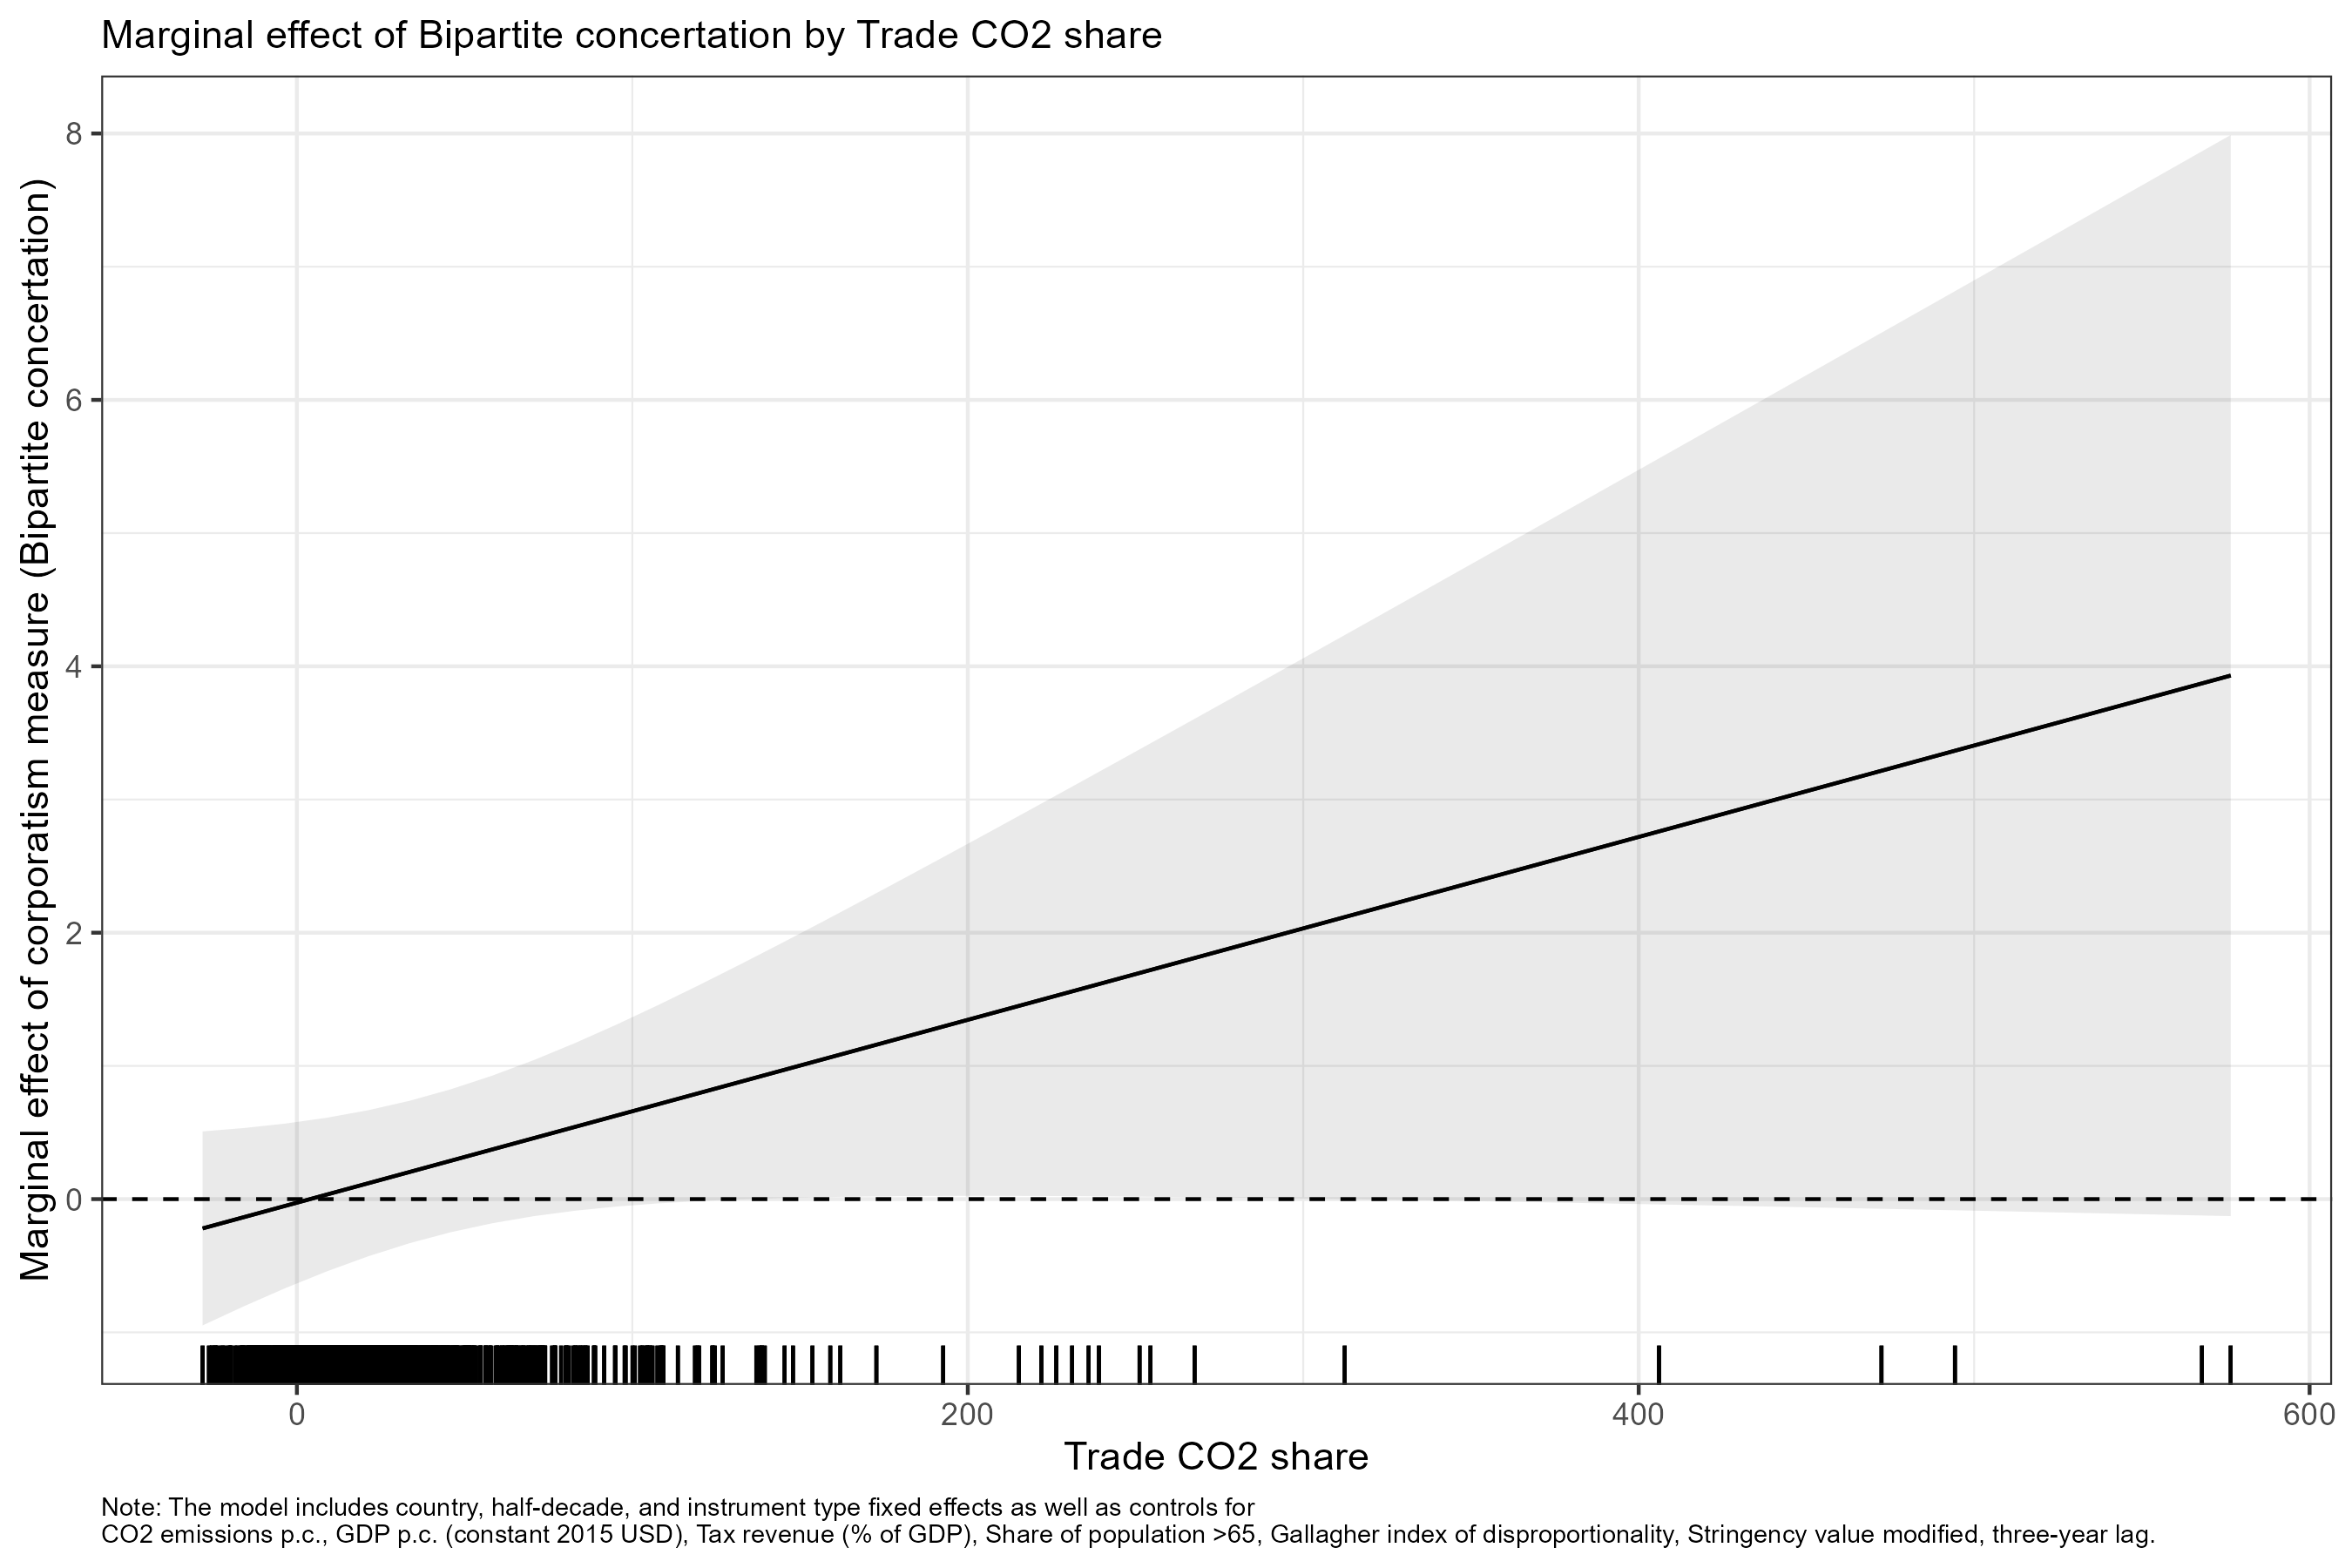 Marginal effect of Bipartite concertation by Trade CO2 share
Marginal effect of corporatism measure (Bipartite concertation)
8
6
4
2
0
0
200
400
600
Trade CO2 share
Note: The model includes country, half-decade, and instrument type fixed effects as well as controls for
CO2 emissions p.c., GDP p.c. (constant 2015 USD), Tax revenue (% of GDP), Share of population >65, Gallagher index of disproportionality, Stringency value modified, three-year lag.